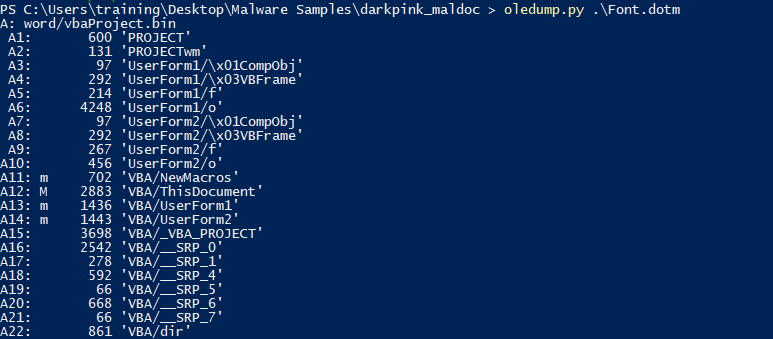 PS C:\Users\training\Desktop\Malware Samples\darkpink_maldoc > oledump.py .\Font.dotm
A: word/vbaProject.bin
 A1:       600 'PROJECT'
 A2:       131 'PROJECTwm'
 A3:        97 'UserForm1/\x01CompObj'
 A4:       292 'UserForm1/\x03VBFrame'
 A5:       214 'UserForm1/f'
 A6:      4248 'UserForm1/o'
 A7:        97 'UserForm2/\x01CompObj'
 A8:       292 'UserForm2/\x03VBFrame'
 A9:       267 'UserForm2/f'
A10:       456 'UserForm2/o'
A11: m     702 'VBA/NewMacros'
A12: M    2883 'VBA/ThisDocument'
A13: m    1436 'VBA/UserForm1'
A14: m    1443 'VBA/UserForm2'
A15:      3698 'VBA/_VBA_PROJECT'
A16:      2542 'VBA/__SRP_0'
A17:       278 'VBA/__SRP_1'
A18:       592 'VBA/__SRP_4'
A19:        66 'VBA/__SRP_5'
A20:       668 'VBA/__SRP_6'
A21:        66 'VBA/__SRP_7'
A22:       861 'VBA/dir'